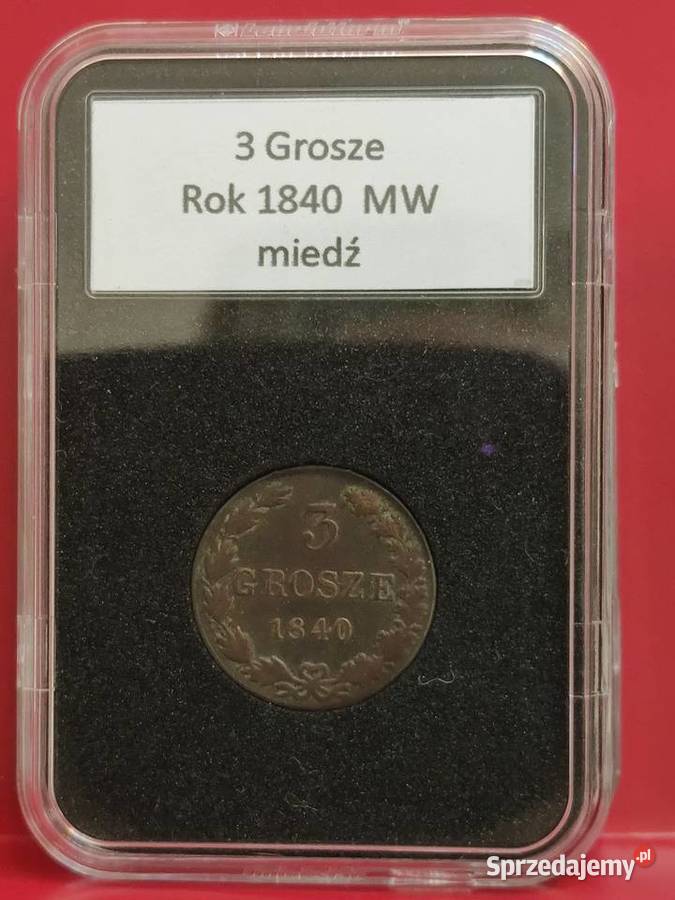 3 Grosze
Rok 1840 MW
miedź
3
GROSZE
1840
Sprzedajemy.pl